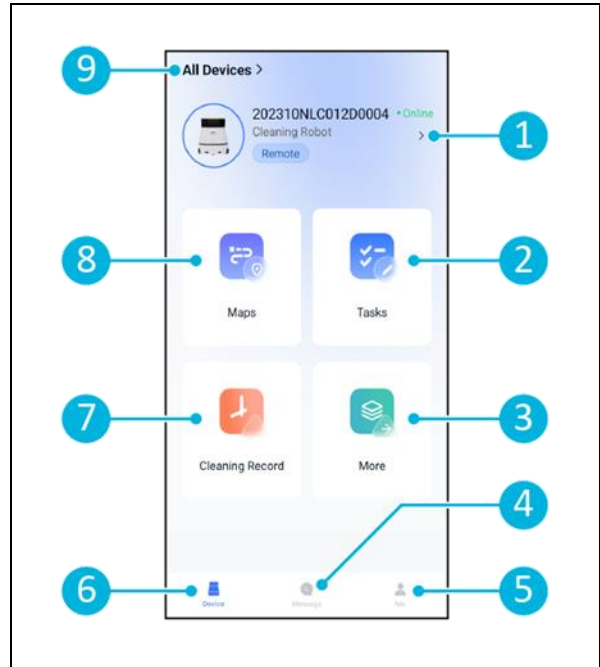 9
All Devices >
202310NLC012D0004 • Online
Cleaning Robot >
1
Remote
8
2
Maps
Tasks
7
3
Cleaning Record
More
4
6
5
Device
Message
Me